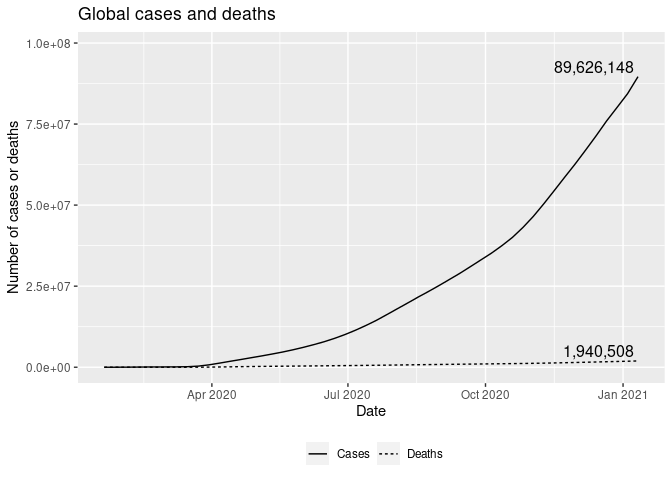 Global cases and deaths
1.0e+08
89,626,148
7.5e+07
Number of cases or deaths
5.0e+07
2.5e+07
1,940,508
0.0e+00
Apr 2020 Jul 2020 Oct 2020 Jan 2021
Date
Cases Deaths